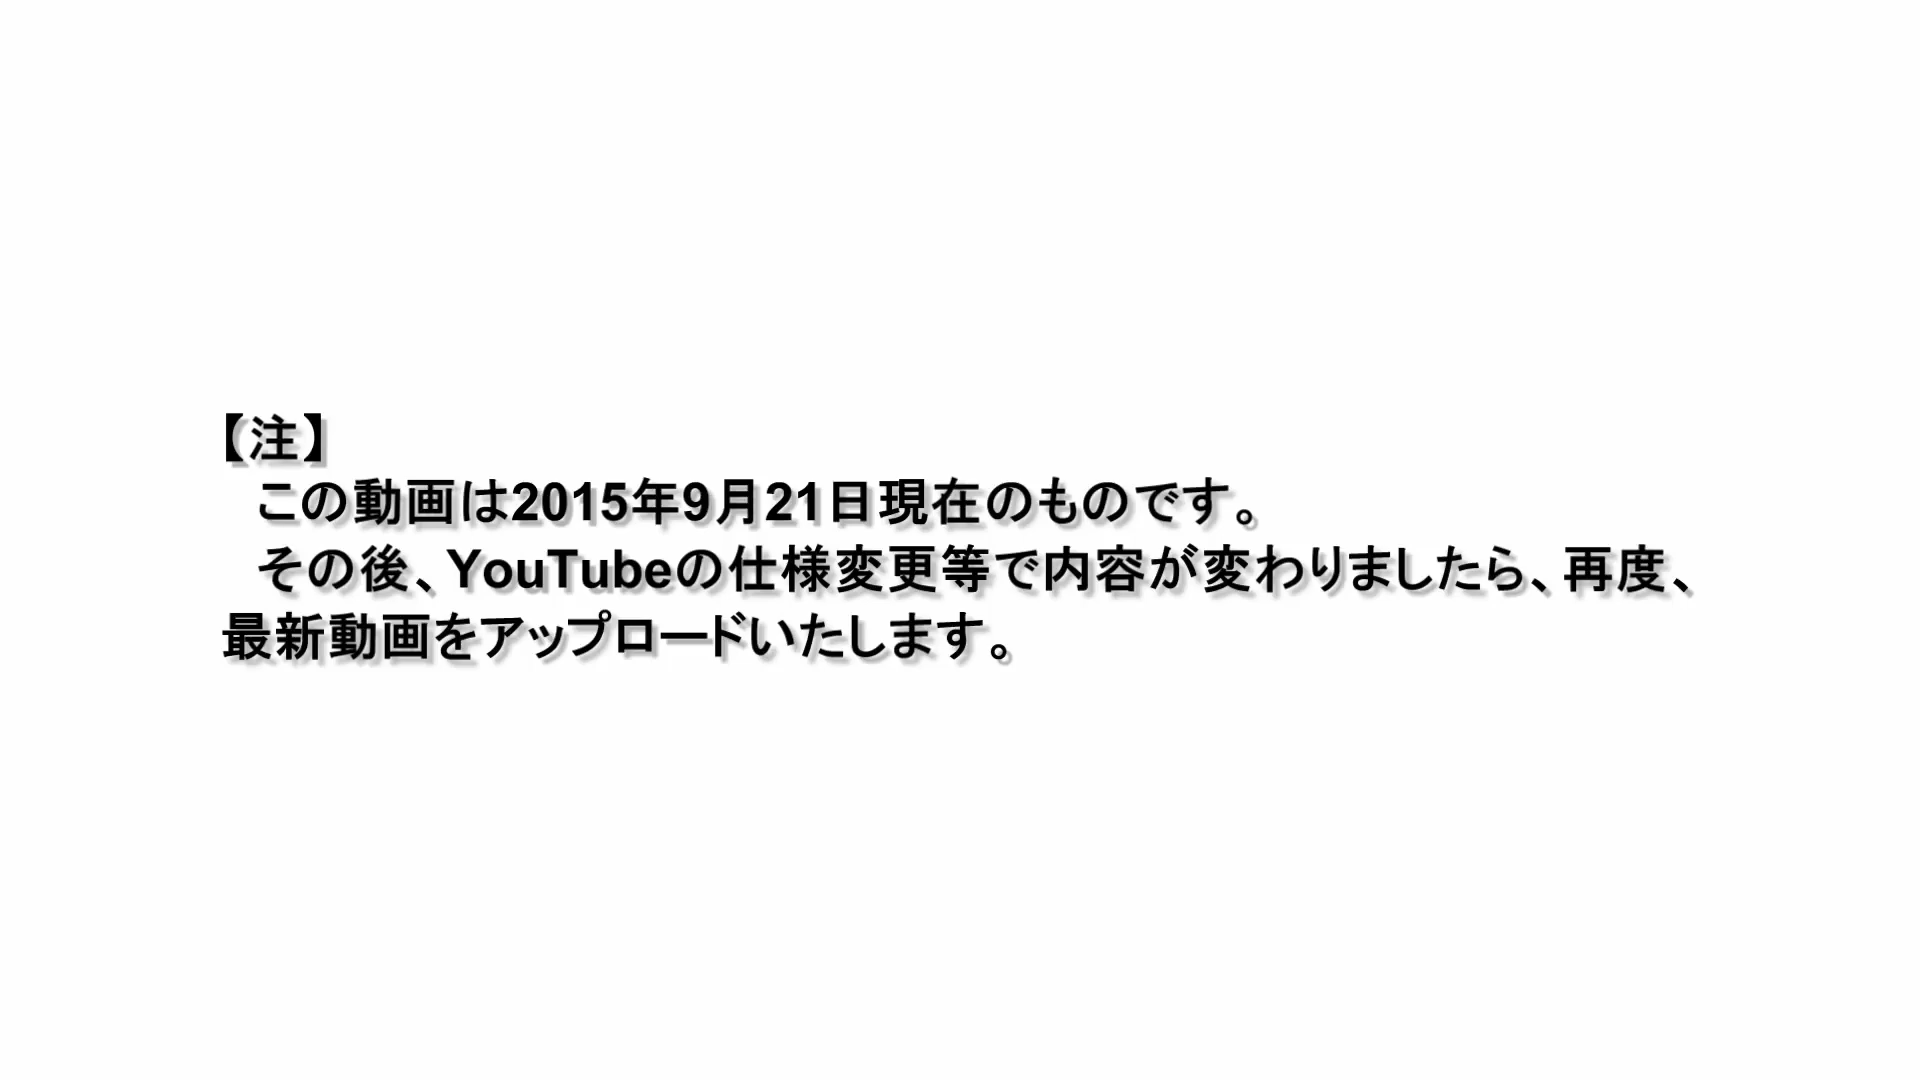 【注】
　この動画は2015年9月21日現在のものです。
　その後、YouTubeの仕様変更等で内容が変わりましたら、再度、
最新動画をアップロードいたします。